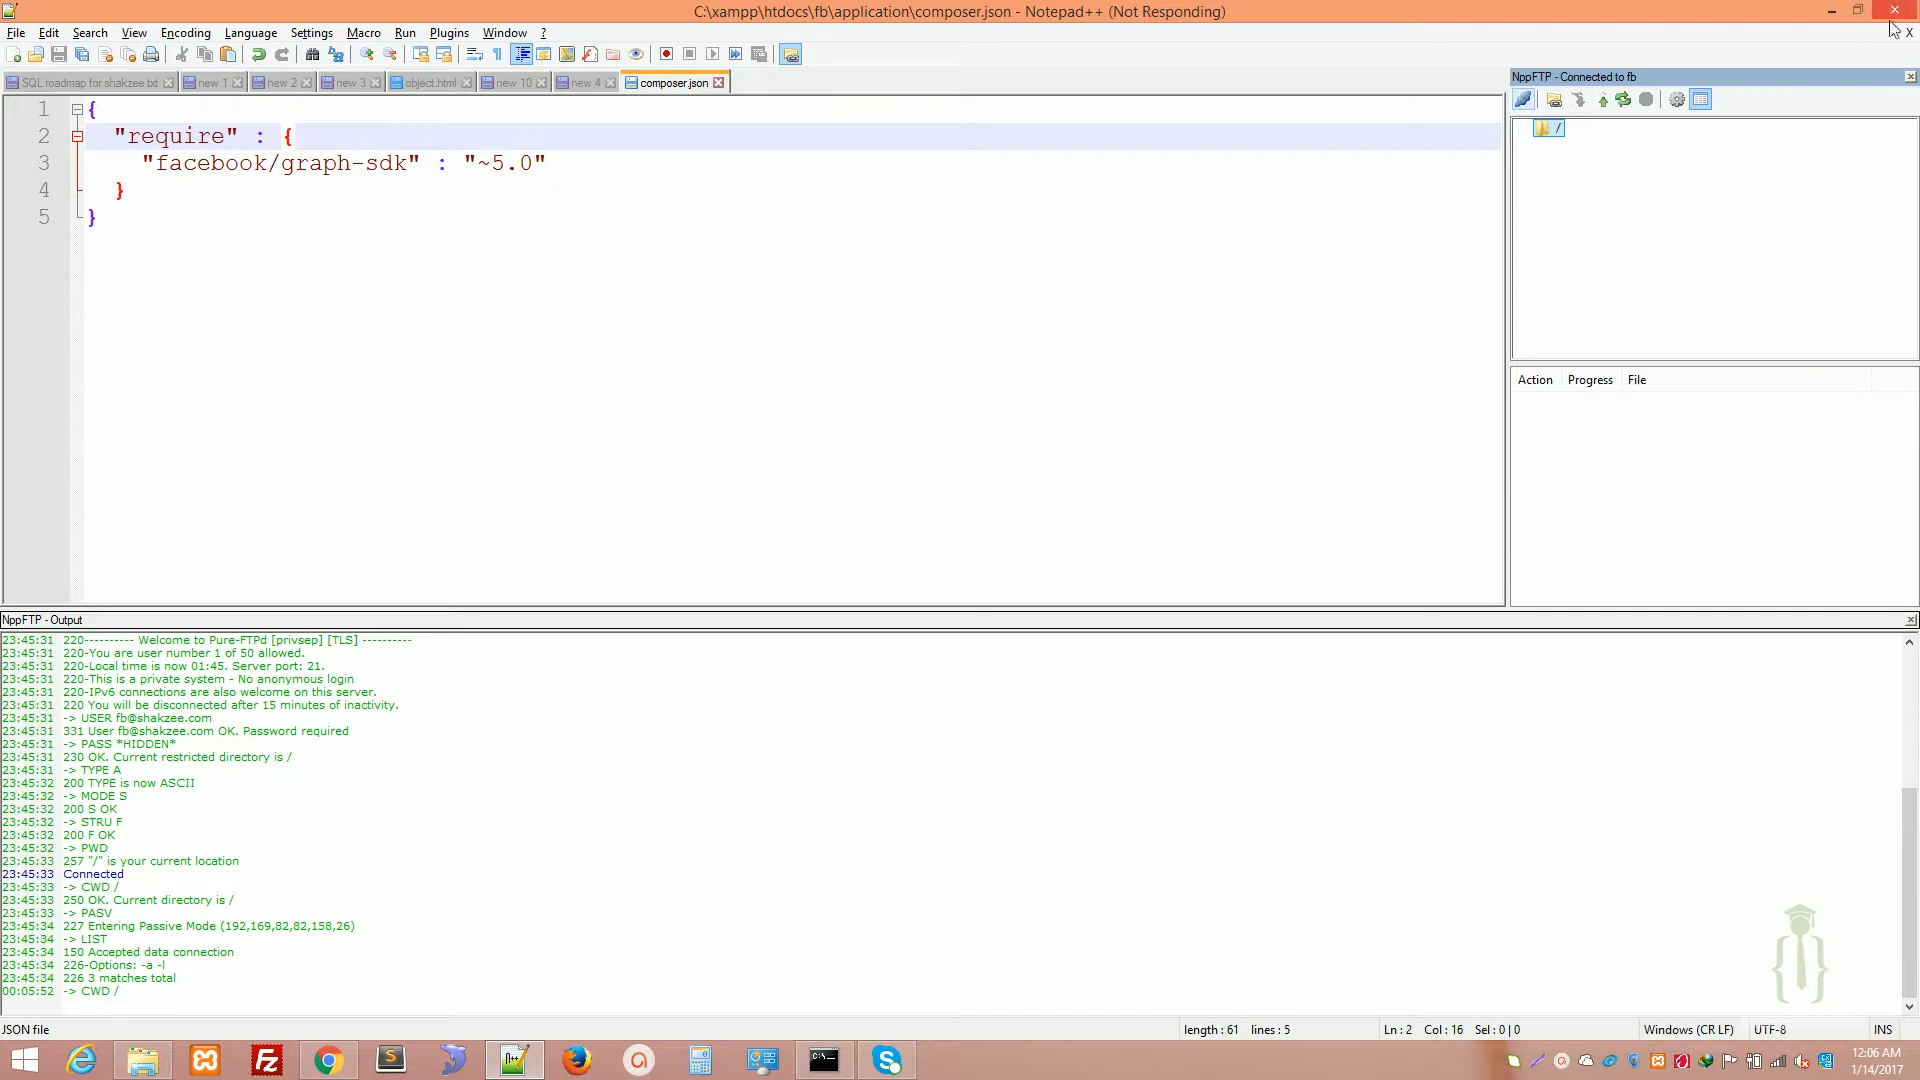 C:\xampp\htdocs\fb\application\composer.json - Notepad++ (Not Responding)
File Edit Search View Encoding Language Settings Macro Run Plugins Window ? X
SQL roadmap for shakzee.txt new 1 new 2 new 3 object.html new 10 new 4 composer.json
NppFTP - Connected to fb
/
1 {
2 "require" : {
3 "facebook/graph-sdk" : "~5.0"
4 }
5 }
Action Progress File
NppFTP - Output
23:45:31 220---------- Welcome to Pure-FTPd [privsep] [TLS] ----------
23:45:31 220-You are user number 1 of 50 allowed.
23:45:31 220-Local time is now 01:45. Server port: 21.
23:45:31 220-This is a private system - No anonymous login
23:45:31 220-IPv6 connections are also welcome on this server.
23:45:31 220 You will be disconnected after 15 minutes of inactivity.
23:45:31 -> USER fb@shakzee.com
23:45:31 331 User fb@shakzee.com OK. Password required
23:45:31 -> PASS *HIDDEN*
23:45:31 230 OK. Current restricted directory is /
23:45:31 -> TYPE A
23:45:32 200 TYPE is now ASCII
23:45:32 -> MODE S
23:45:32 200 S OK
23:45:32 -> STRU F
23:45:32 200 F OK
23:45:32 -> PWD
23:45:33 257 "/" is your current location
23:45:33 Connected
23:45:33 -> CWD /
23:45:33 250 OK. Current directory is /
23:45:33 -> PASV
23:45:34 227 Entering Passive Mode (192,169,82,82,158,26)
23:45:34 -> LIST
23:45:34 150 Accepted data connection
23:45:34 226-Options: -a -l
23:45:34 226 3 matches total
00:05:52 -> CWD /
JSON file length : 61 lines : 5 Ln : 2 Col : 16 Sel : 0 | 0 Windows (CR LF) UTF-8 INS
12:06 AM
1/14/2017